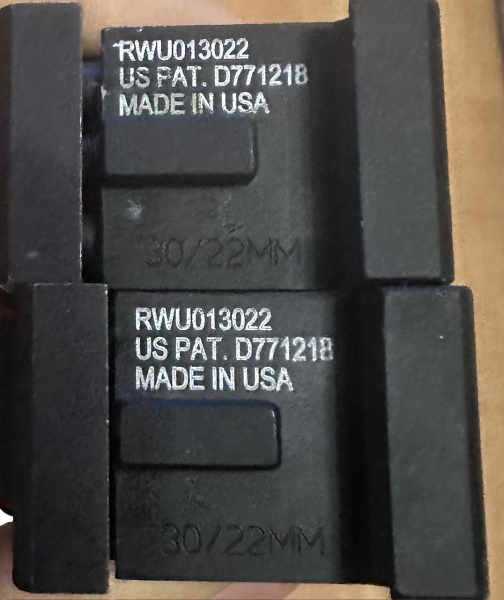 RWU013022
US PAT. D771218
MADE IN USA
30/22MM
RWU013022
US PAT. D771218
MADE IN USA
30/22MM